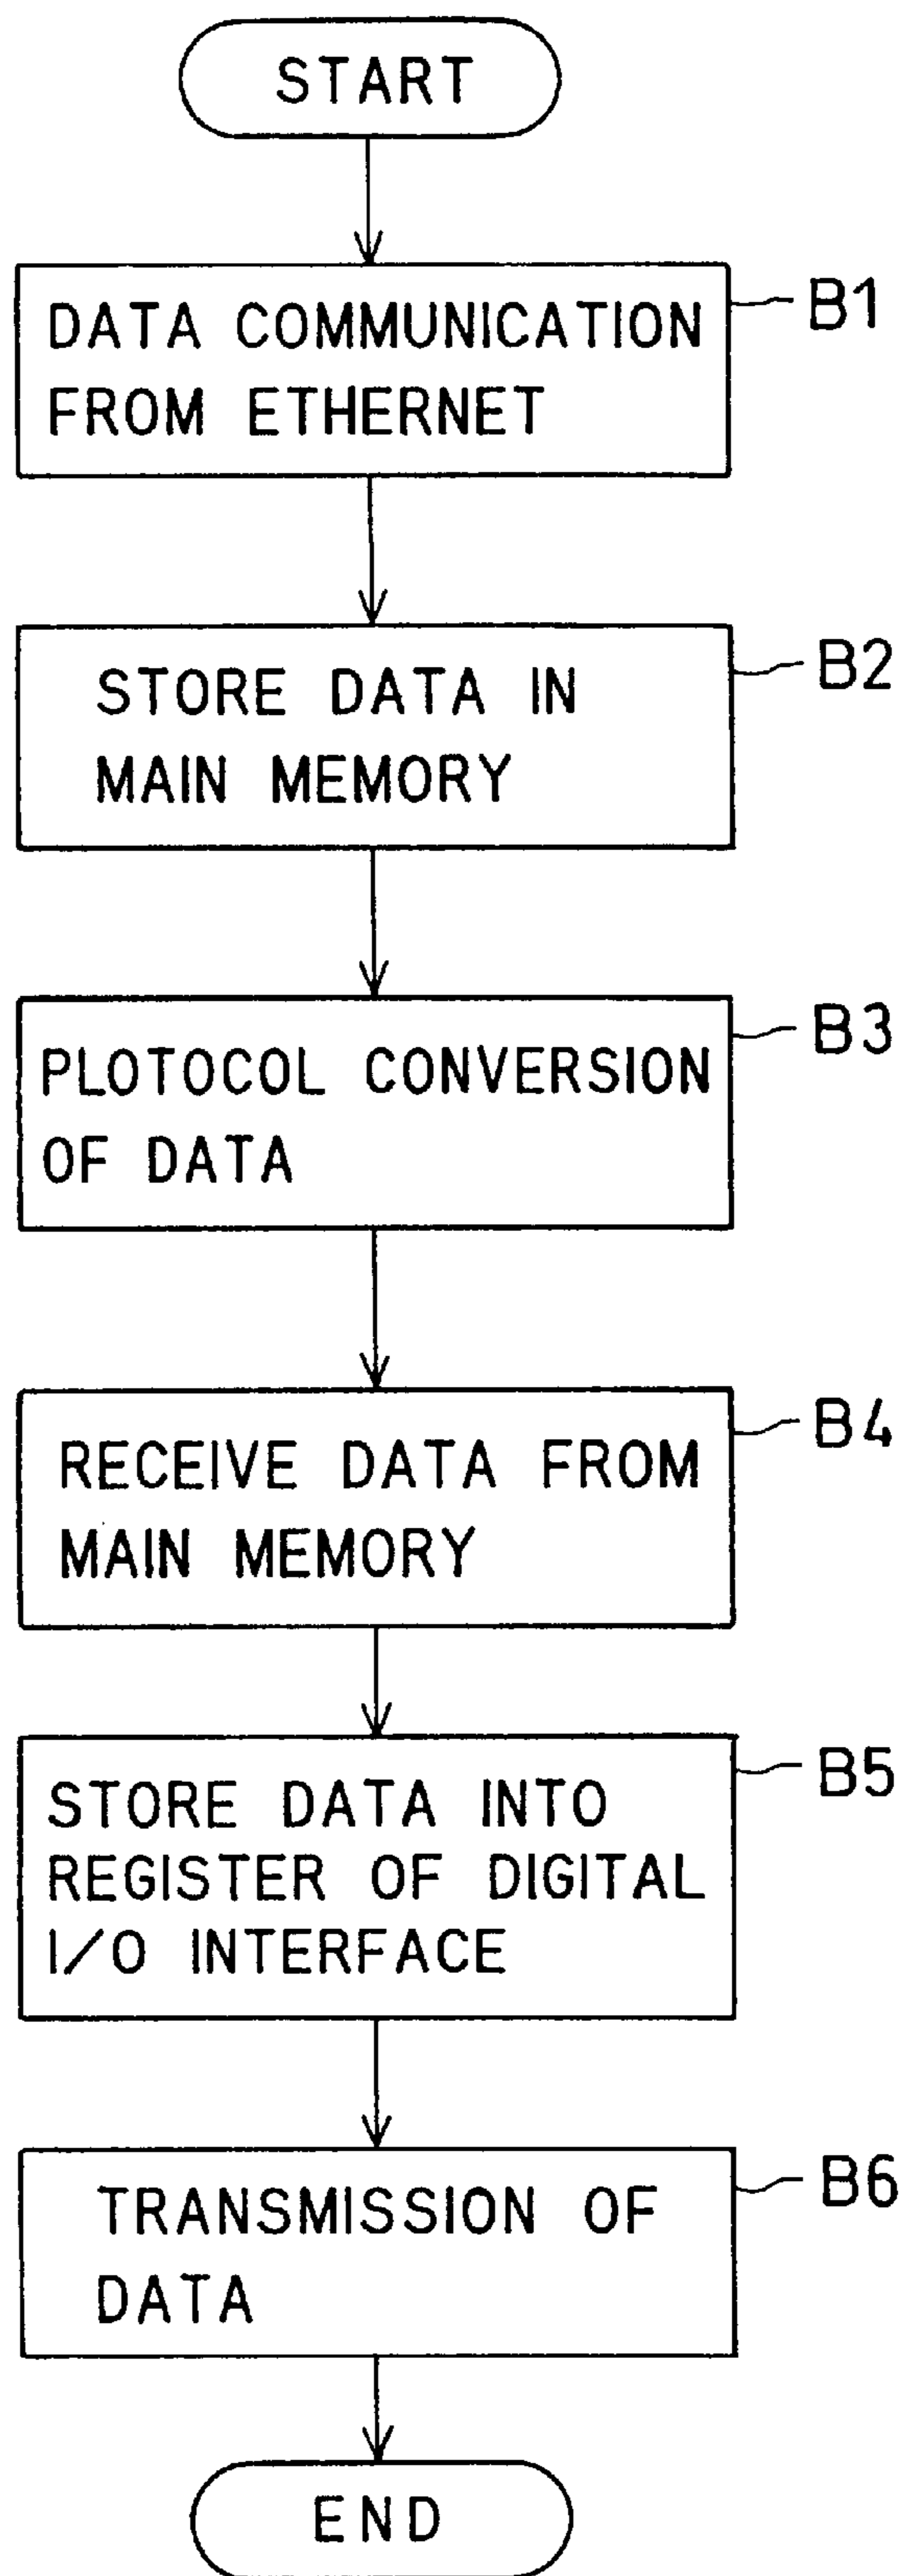 START
DATA COMMUNICATION
FROM ETHERNET
B1
STORE DATA IN
MAIN MEMORY
B2
PLOTOCOL CONVERSION
OF DATA
B3
RECEIVE DATA FROM
MAIN MEMORY
B4
STORE DATA INTO
REGISTER OF DIGITAL
I/O INTERFACE
B5
TRANSMISSION OF
DATA
B6
END